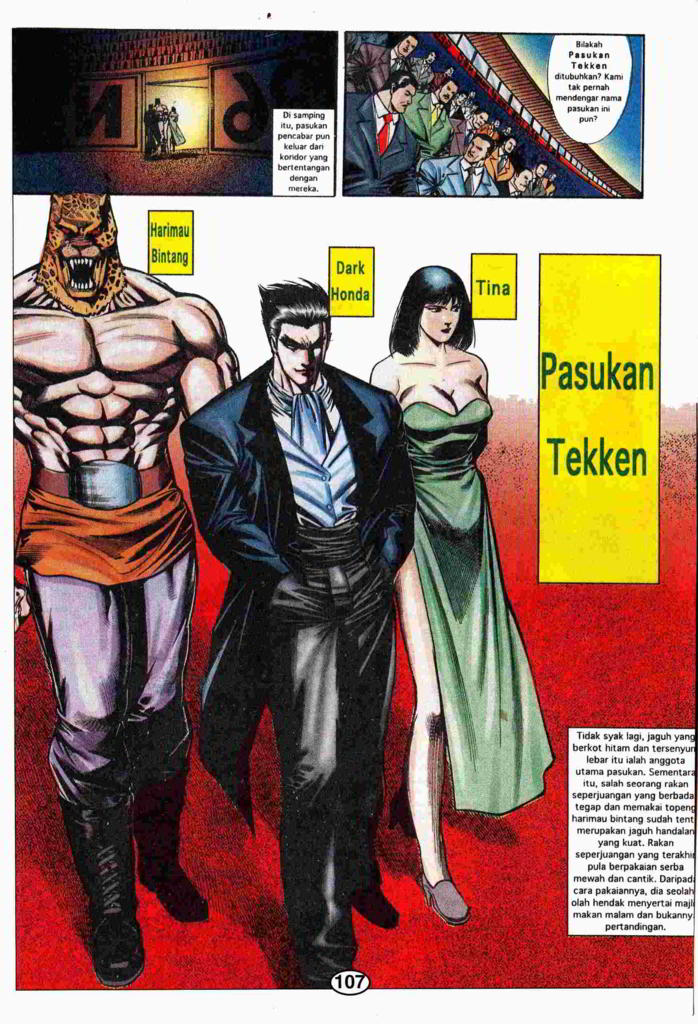 Di samping
itu, pasukan
pencabar pun
keluar dari
koridor yang
bertentangan
dengan
mereka.
Bilakah
Pasukan
Tekken
ditubuhkan? Kami
tak pernah
mendengar nama
pasukan ini
pun?
Harimau
Bintang
Dark
Honda
Tina
Pasukan
Tekken
Tidak syak lagi, jaguh yang
berkot hitam dan tersenyum
lebar itu ialah anggota
utama pasukan. Sementara
itu, salah seorang rakan
seperjuangan yang berbadan
tegap dan memakai topeng
harimau bintang sudah tentu
merupakan jaguh handalan
yang kuat. Rakan
seperjuangan yang terakhir
pula berpakaian serba
mewah dan cantik. Daripada
cara pakaiannya, dia seolah
olah hendak menyertai majlis
makan malam dan bukannya
pertandingan.
107